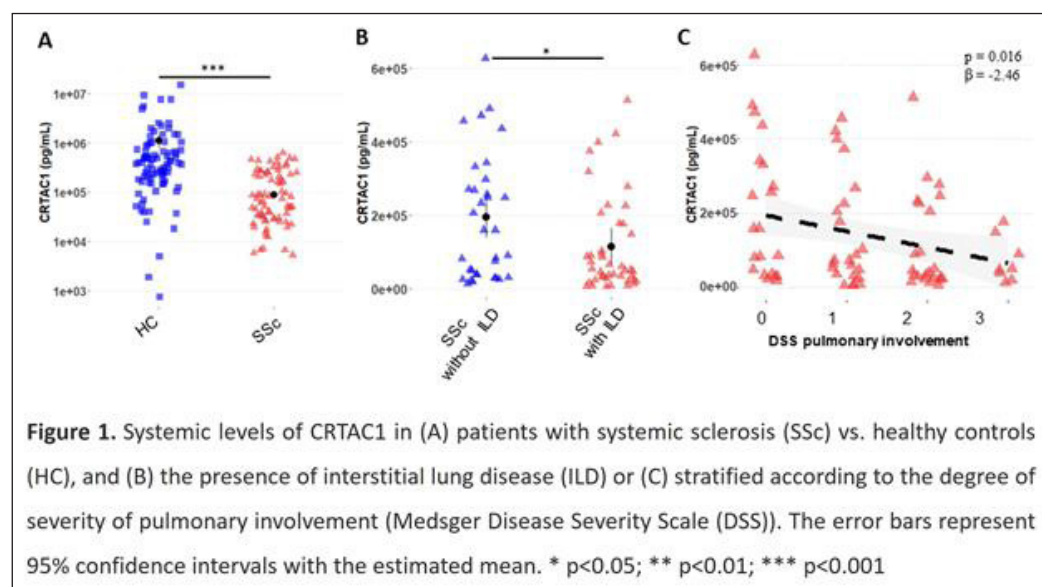 A
***
CRTAC1 (pg/mL)
1e+07
1e+06
1e+05
1e+04
1e+03
HC
SSc
B
*
CRTAC1 (pg/mL)
6e+05
4e+05
2e+05
0e+00
SSc
without ILD
SSc
with ILD
C
p = 0.016
β = -2.46
CRTAC1 (pg/mL)
6e+05
4e+05
2e+05
0e+00
0 1 2 3
DSS pulmonary involvement
Figure 1. Systemic levels of CRTAC1 in (A) patients with systemic sclerosis (SSc) vs. healthy controls
(HC), and (B) the presence of interstitial lung disease (ILD) or (C) stratified according to the degree of
severity of pulmonary involvement (Medsger Disease Severity Scale (DSS)). The error bars represent
95% confidence intervals with the estimated mean. * p<0.05; ** p<0.01; *** p<0.001